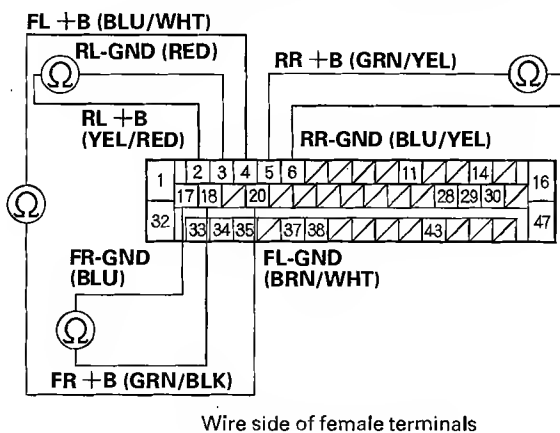 FL +B (BLU/WHT)
RL-GND (RED)
RR +B (GRN/YEL)
Ω Ω
RL +B
(YEL/RED)
RR-GND (BLU/YEL)
1 2 3 4 5 6 11 14 16
Ω 17 18 20 28 29 30
32 33 34 35 37 38 43 47
FR-GND
(BLU)
FL-GND
(BRN/WHT)
Ω
FR +B (GRN/BLK)
Wire side of female terminals